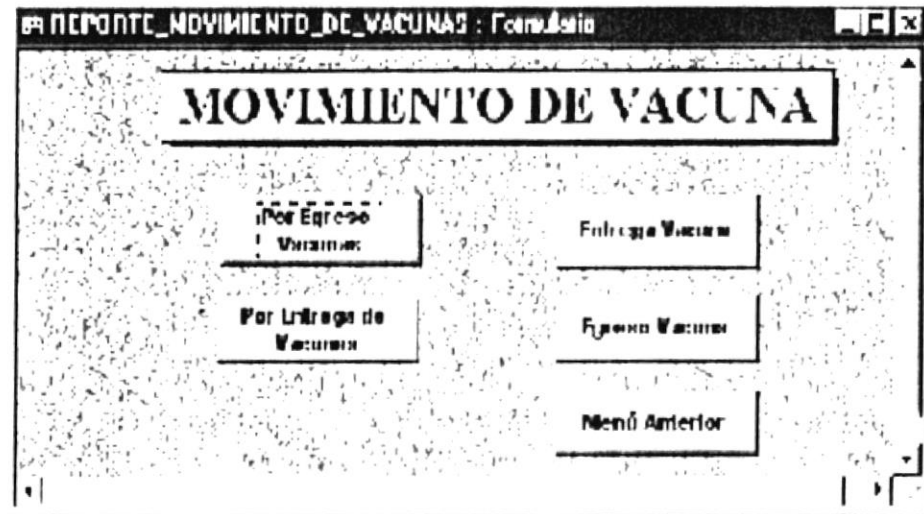 REPORTE_MOVIMIENTO_DE_VACUNAS : Formulario
MOVIMIENTO DE VACUNA
Por Egreso
Vacunas
Entrega Vacuna
Por Entrega de
Vacunas
Egreso Vacuna
Menú Anterior